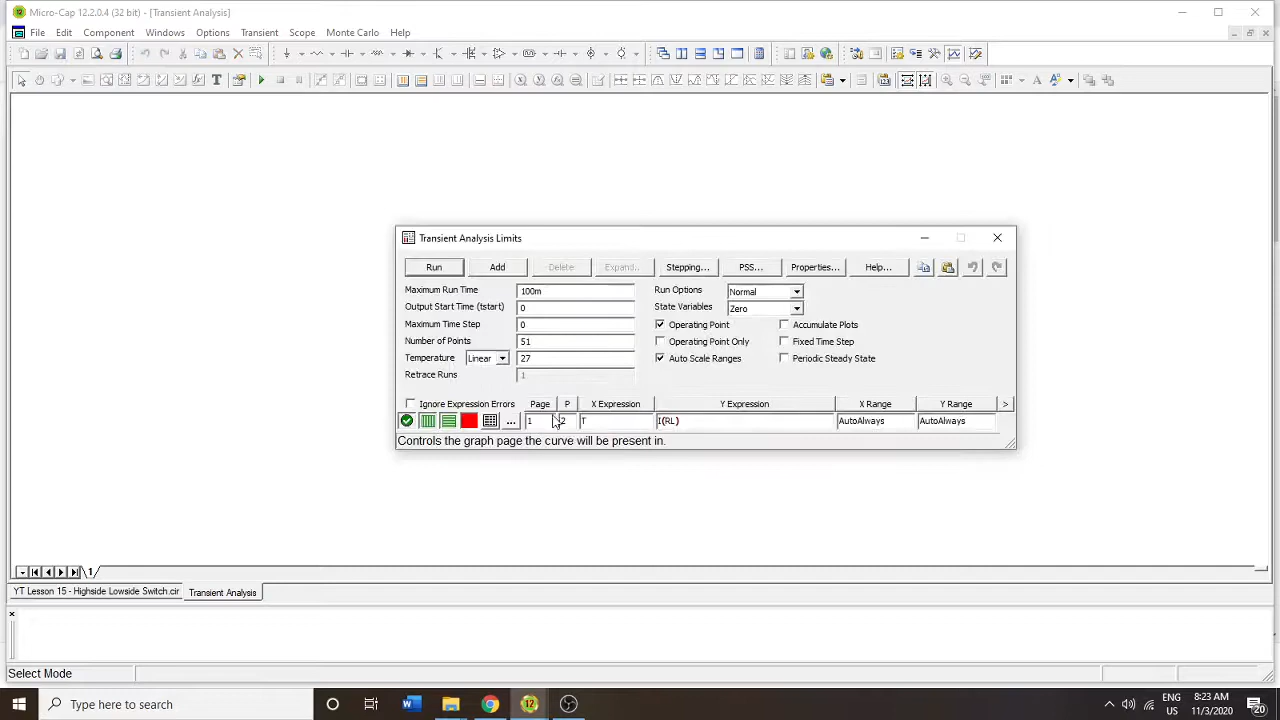 Micro-Cap 12.2.0.4 (32 bit) - [Transient Analysis]
File Edit Component Windows Options Transient Scope Monte Carlo Help
Transient Analysis Limits
Run Add Delete Expand.. Stepping... PSS... Properties... Help...
Maximum Run Time 100m Run Options Normal
Output Start Time (tstart) 0 State Variables Zero
Maximum Time Step 0 Operating Point Accumulate Plots
Number of Points 51 Operating Point Only Fixed Time Step
Temperature Linear 27 Auto Scale Ranges Periodic Steady State
Retrace Runs 1
Ignore Expression Errors Page P X Expression Y Expression X Range Y Range >
... 1 2 T I(RL) AutoAlways AutoAlways
Controls the graph page the curve will be present in.
1
YT Lesson 15 - Highside Lowside Switch.cir Transient Analysis
Select Mode
Type here to search
ENG
US
8:23 AM
11/3/2020
20